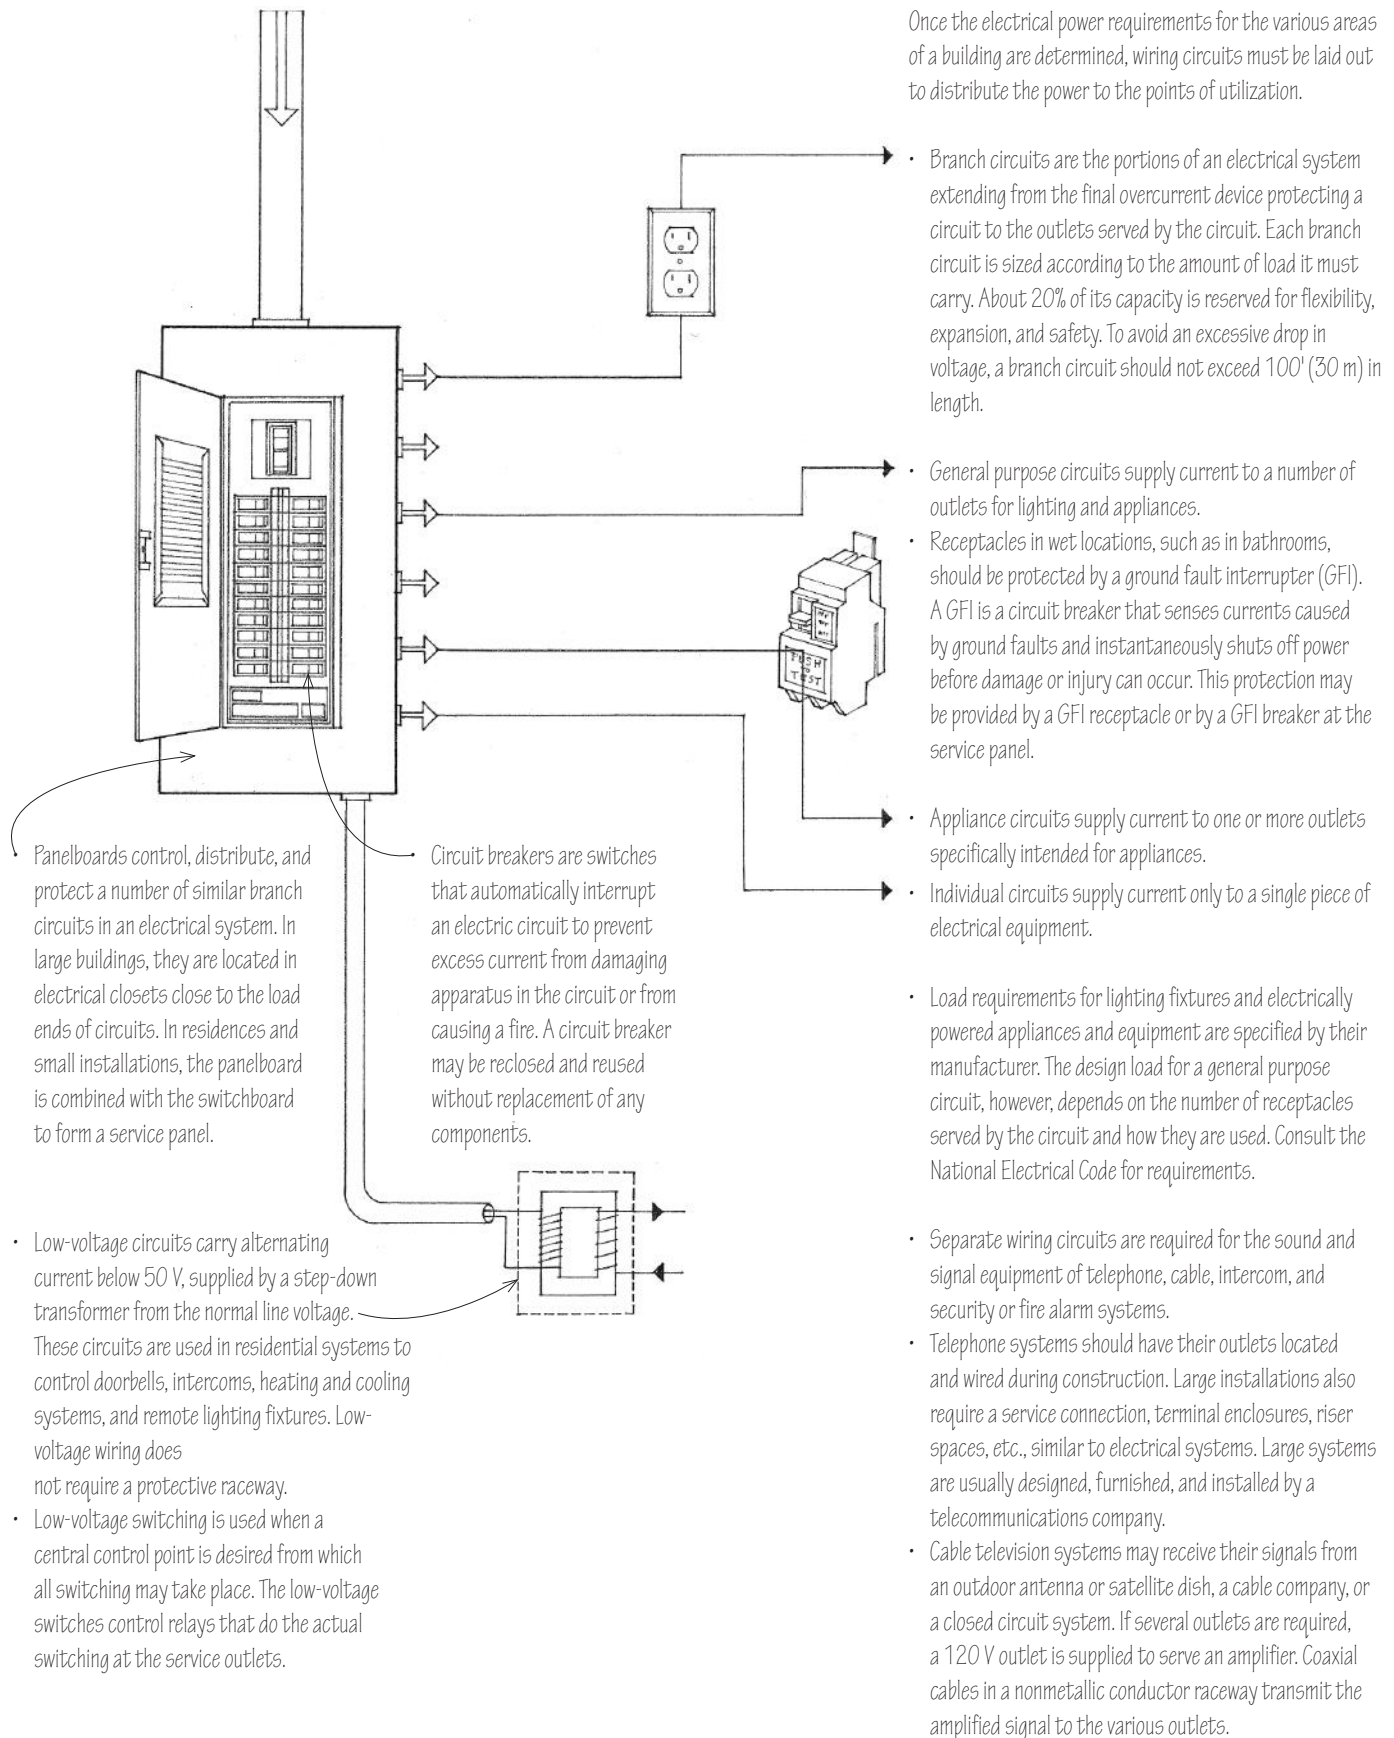 Once the electrical power requirements for the various areas
of a building are determined, wiring circuits must be laid out
to distribute the power to the points of utilization.
• Branch circuits are the portions of an electrical system
extending from the final overcurrent device protecting a
circuit to the outlets served by the circuit. Each branch
circuit is sized according to the amount of load it must
carry. About 20% of its capacity is reserved for flexibility,
expansion, and safety. To avoid an excessive drop in
voltage, a branch circuit should not exceed 100' (30 m) in
length.
• General purpose circuits supply current to a number of
outlets for lighting and appliances.
• Receptacles in wet locations, such as in bathrooms,
should be protected by a ground fault interrupter (GFI).
A GFI is a circuit breaker that senses currents caused
by ground faults and instantaneously shuts off power
before damage or injury can occur. This protection may
be provided by a GFI receptacle or by a GFI breaker at the
service panel.
PUSH
TO
TEST
• Appliance circuits supply current to one or more outlets
specifically intended for appliances.
• Individual circuits supply current only to a single piece of
electrical equipment.
• Load requirements for lighting fixtures and electrically
powered appliances and equipment are specified by their
manufacturer. The design load for a general purpose
circuit, however, depends on the number of receptacles
served by the circuit and how they are used. Consult the
National Electrical Code for requirements.
• Separate wiring circuits are required for the sound and
signal equipment of telephone, cable, intercom, and
security or fire alarm systems.
• Telephone systems should have their outlets located
and wired during construction. Large installations also
require a service connection, terminal enclosures, riser
spaces, etc., similar to electrical systems. Large systems
are usually designed, furnished, and installed by a
telecommunications company.
• Cable television systems may receive their signals from
an outdoor antenna or satellite dish, a cable company, or
a closed circuit system. If several outlets are required,
a 120 V outlet is supplied to serve an amplifier. Coaxial
cables in a nonmetallic conductor raceway transmit the
amplified signal to the various outlets.
• Panelboards control, distribute, and
protect a number of similar branch
circuits in an electrical system. In
large buildings, they are located in
electrical closets close to the load
ends of circuits. In residences and
small installations, the panelboard
is combined with the switchboard
to form a service panel.
• Circuit breakers are switches
that automatically interrupt
an electric circuit to prevent
excess current from damaging
apparatus in the circuit or from
causing a fire. A circuit breaker
may be reclosed and reused
without replacement of any
components.
• Low-voltage circuits carry alternating
current below 50 V, supplied by a step-down
transformer from the normal line voltage.
These circuits are used in residential systems to
control doorbells, intercoms, heating and cooling
systems, and remote lighting fixtures. Low-
voltage wiring does
not require a protective raceway.
• Low-voltage switching is used when a
central control point is desired from which
all switching may take place. The low-voltage
switches control relays that do the actual
switching at the service outlets.